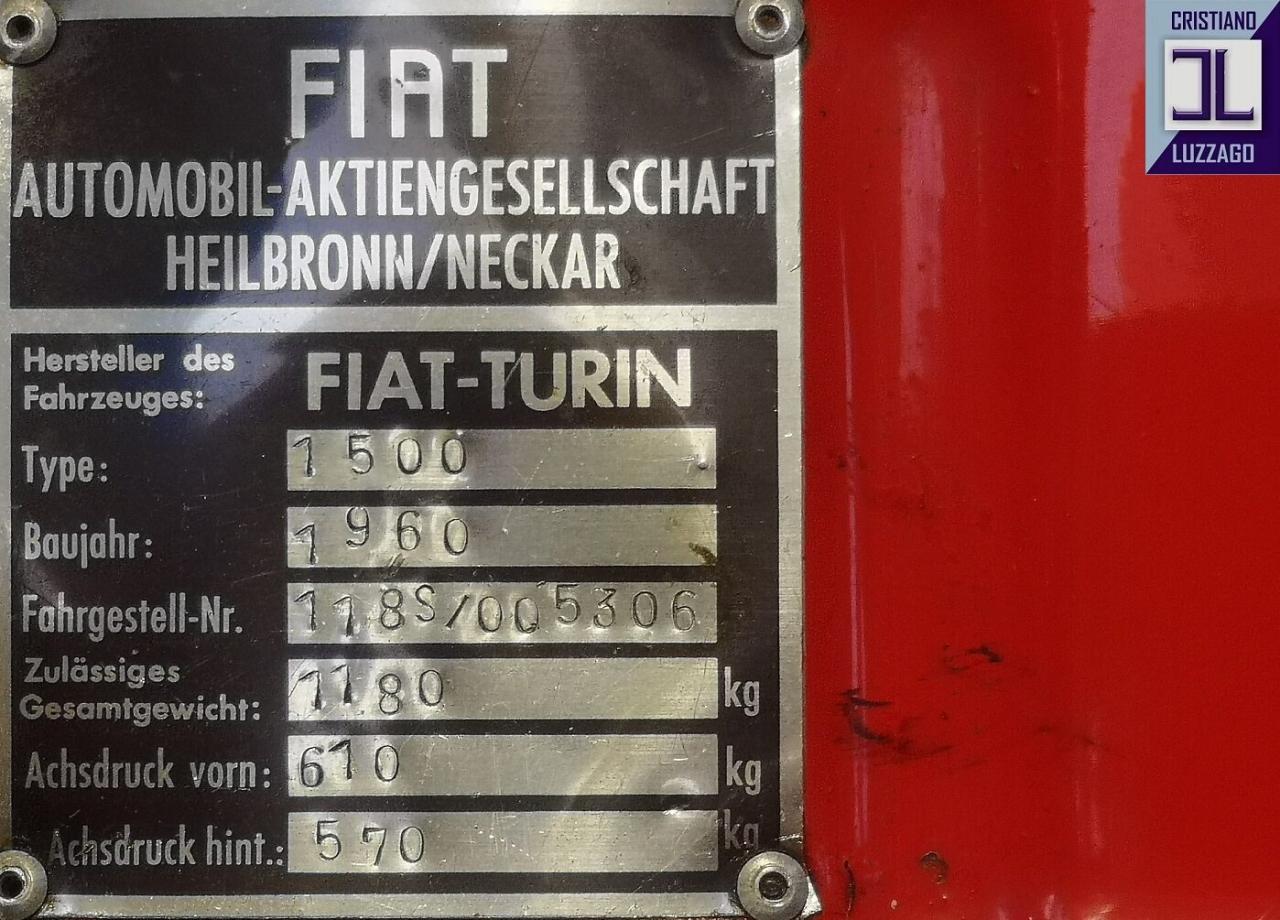 CRISTIANO
LUZZAGO
FIAT
AUTOMOBIL-AKTIENGESELLSCHAFT
HEILBRONN/NECKAR
Hersteller des
Fahrzeuges: FIAT-TURIN
Type: 1500
Baujahr: 1960
Fahrgestell-Nr. 118S/005306
Zulässiges
Gesamtgewicht: 1180 kg
Achsdruck vorn: 610 kg
Achsdruck hint.: 570 kg